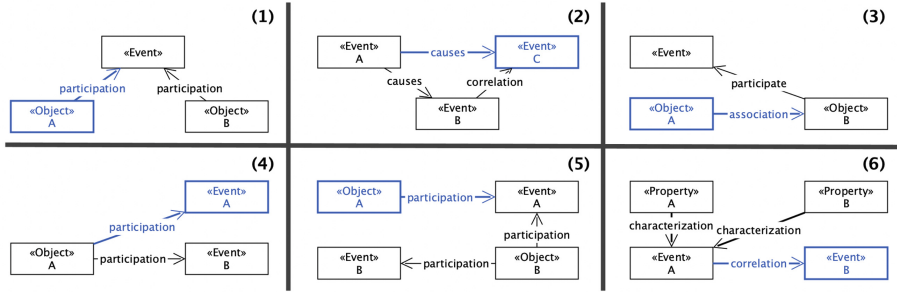 (1)
«Event»
participation
participation
«Object»
A
«Object»
B
(2)
«Event»
A
causes
«Event»
C
causes
correlation
«Event»
B
(3)
«Event»
participate
«Object»
A
association
«Object»
B
(4)
«Event»
A
participation
«Object»
A
participation
«Event»
B
(5)
«Object»
A
participation
«Event»
A
participation
«Event»
B
participation
«Object»
B
(6)
«Property»
A
«Property»
B
characterization
characterization
«Event»
A
correlation
«Event»
B